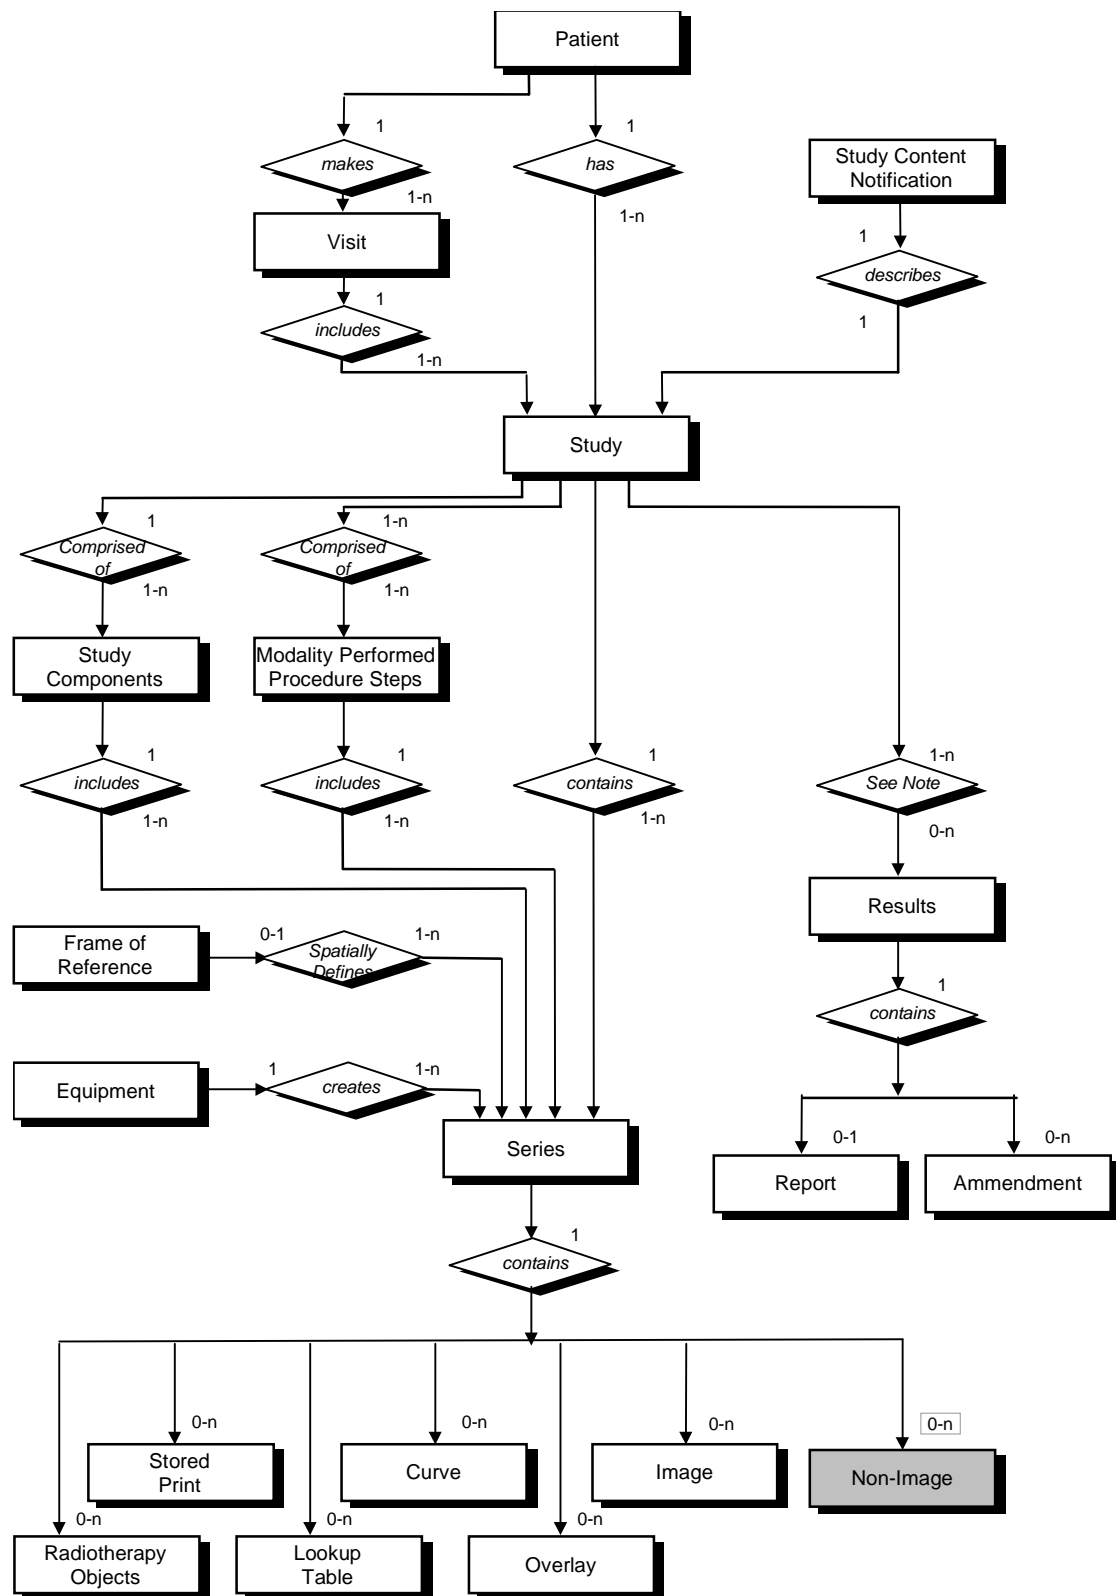 Patient
1
1
makes
has
Study Content
Notification
1-n
1-n
Visit
1
describes
1
1
includes
1-n
Study
1
1-n
Comprised
of
Comprised
of
1-n
1-n
Study
Components
Modality Performed
Procedure Steps
1
1
1
1-n
includes
includes
contains
See Note
1-n
1-n
1-n
0-n
Results
Frame of
Reference
0-1
Spatially
Defines
1-n
1
contains
Equipment
1
creates
1-n
Series
0-1
0-n
Report
Ammendment
1
contains
0-n
0-n
0-n
0-n
Stored
Print
Curve
Image
Non-Image
0-n
0-n
0-n
Radiotherapy
Objects
Lookup
Table
Overlay